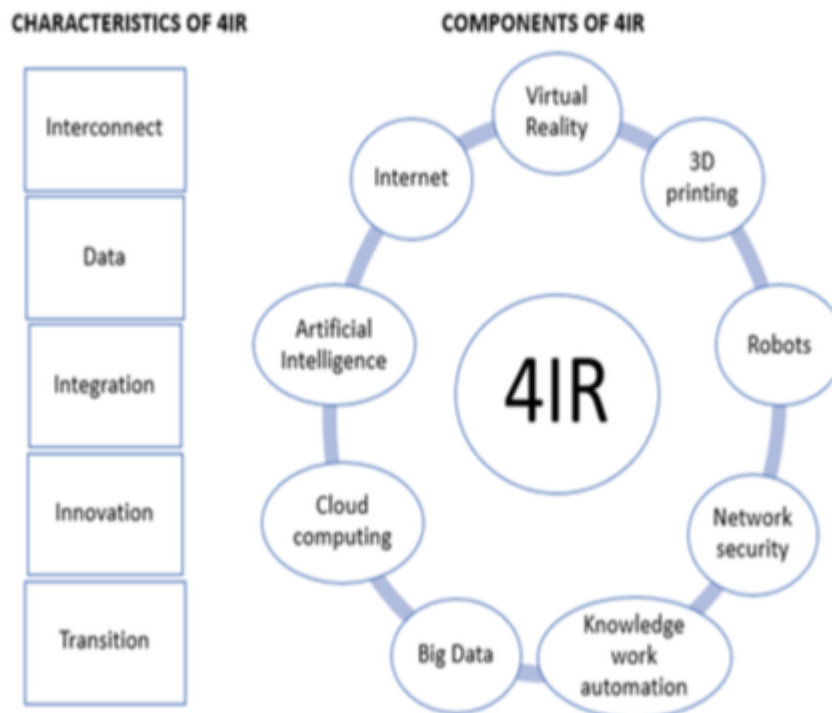 CHARACTERISTICS OF 4IR
Interconnect
Data
Integration
Innovation
Transition
COMPONENTS OF 4IR
Virtual
Reality
3D
printing
Robots
Network
security
Knowledge
work
automation
Big Data
Cloud
computing
Artificial
Intelligence
Internet
4IR